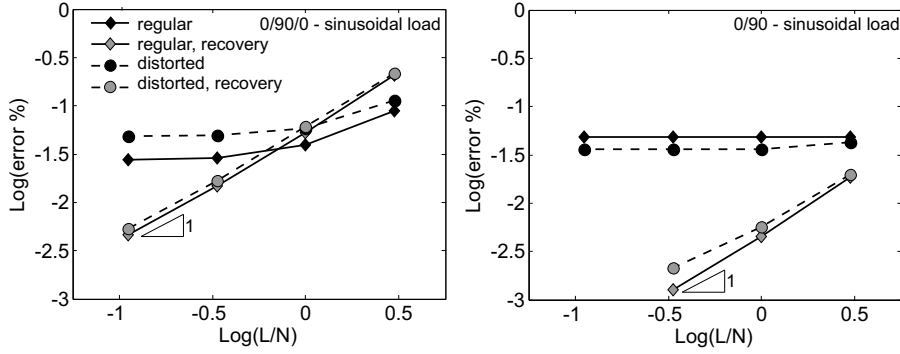 0/90/0 - sinusoidal load
regular
regular, recovery
distorted
distorted, recovery
Log(error %)
0
-0.5
-1
-1.5
-2
-2.5
-3
1
-1
-0.5
0
0.5
Log(L/N)
0/90 - sinusoidal load
Log(error %)
0
-0.5
-1
-1.5
-2
-2.5
-3
1
-1
-0.5
0
0.5
Log(L/N)